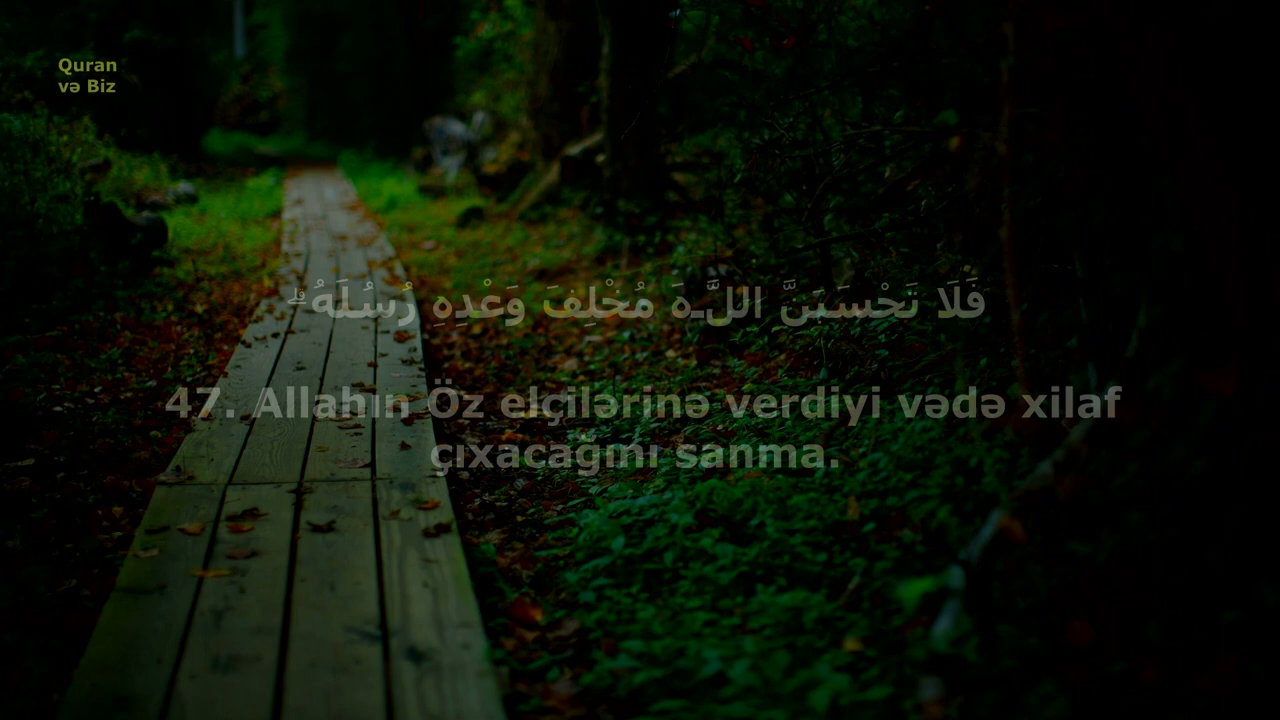 Quran
və Biz
فَلَا تَحْسَبَنَّ اللَّـهَ مُخْلِفَ وَعْدِهِ رُسُلَهُ ۗ
47. Allahın Öz elçilərinə verdiyi vədə xilaf
çıxacağını sanma.